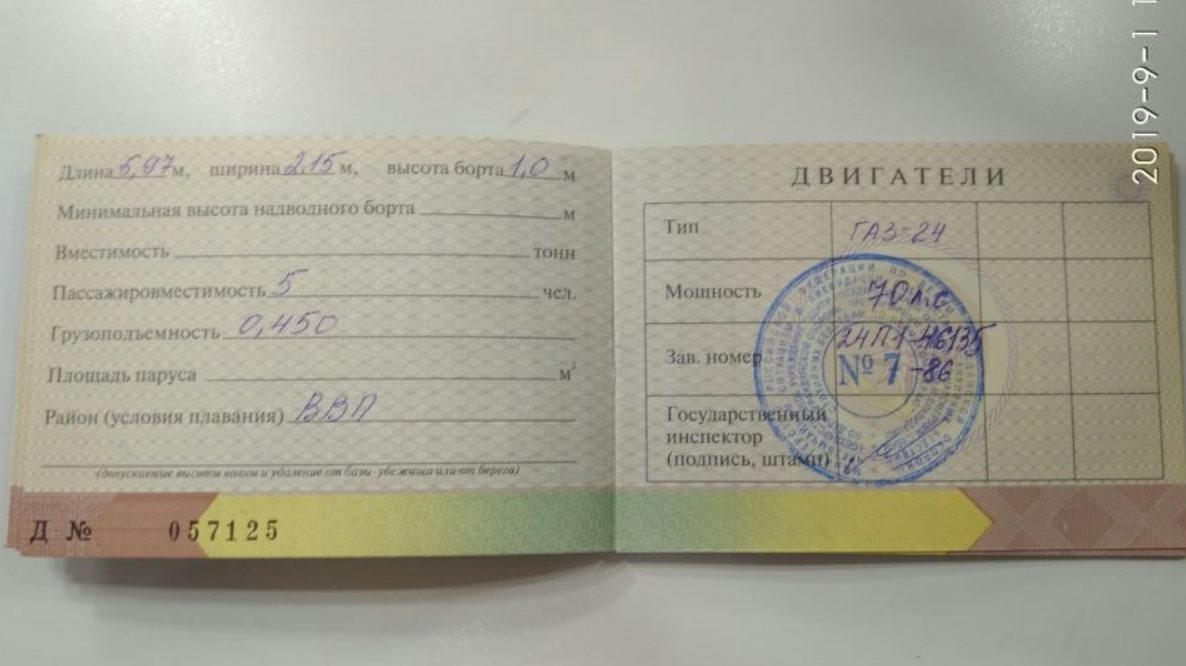 Длина 5,97 м, ширина 2,15 м, высота борта 1,0 м
Минимальная высота надводного борта м
Вместимость тонн
Пассажировместимость 5 чел.
Грузоподъемность 0,450
Площадь паруса м²
Район (условия плавания) ВВП
(допускаемые высоты волны и удаление от базы-убежища или от берега)
Д № 057125
ДВИГАТЕЛИ
Тип ГАЗ-24
Мощность 70 л.с
Зав. номер 24П1-46135
-86
№ 7
Государственный
инспектор
(подпись, штамп)
2019-9-1 1